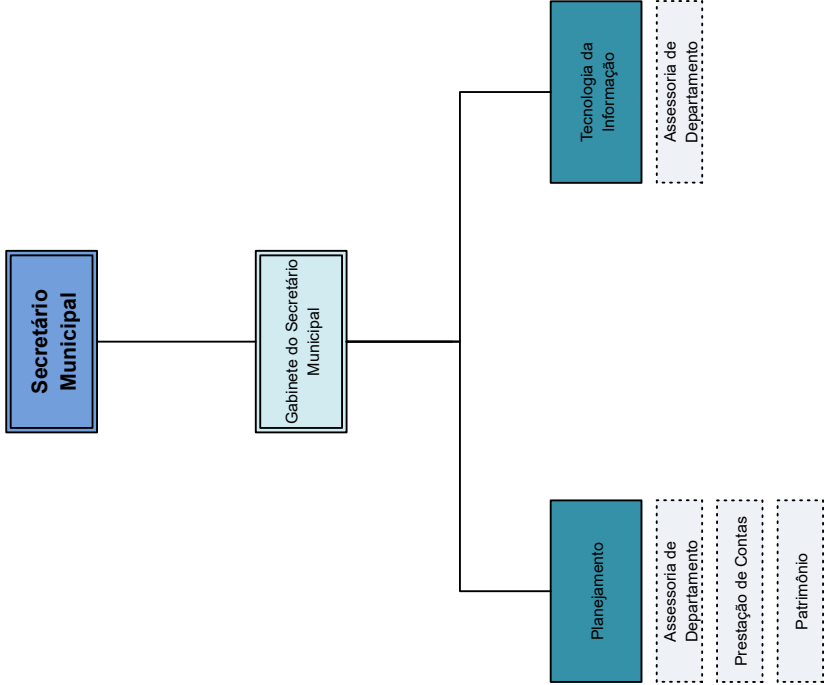 Secretário
Municipal
Gabinete do Secretário
Municipal
Planejamento
Assessoria de
Departamento
Prestação de Contas
Patrimônio
Tecnologia da
Informação
Assessoria de
Departamento